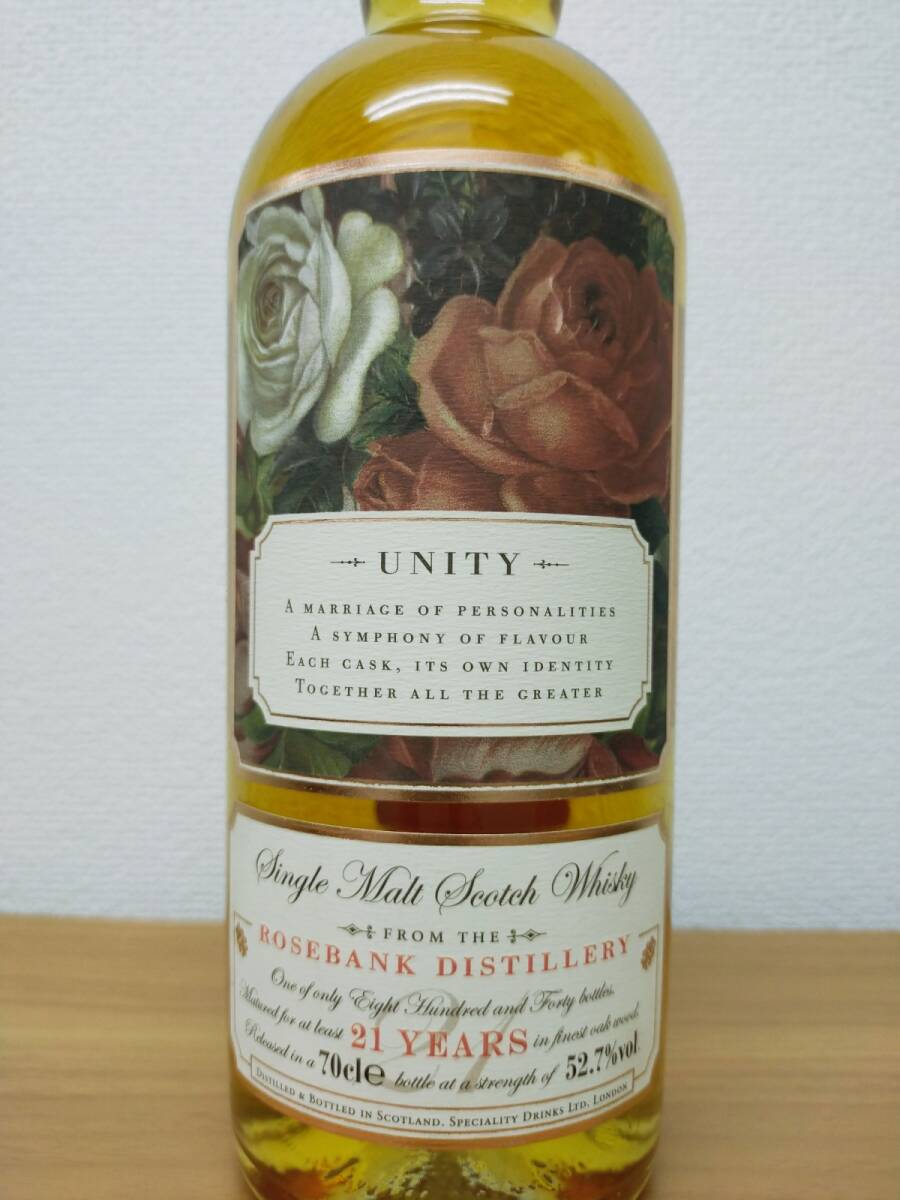 UNITY
A MARRIAGE OF PERSONALITIES
A SYMPHONY OF FLAVOUR
EACH CASK, ITS OWN IDENTITY
TOGETHER ALL THE GREATER
Single Malt Scotch Whisky
FROM THE
ROSEBANK DISTILLERY
21
One of only Eight Hundred and Forty bottles.
Matured for at least 21 YEARS in finest oak wood.
Released in a 70cl e bottle at a strength of 52.7%vol.
DISTILLED & BOTTLED IN SCOTLAND. SPECIALITY DRINKS LTD, LONDON